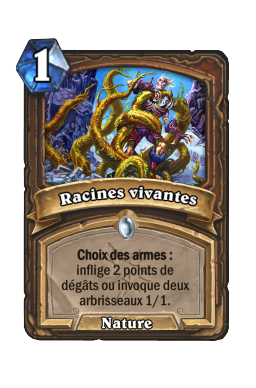 1
Racines vivantes
Choix des armes :
inflige 2 points de
dégâts ou invoque deux
arbrisseaux 1/1.
Nature